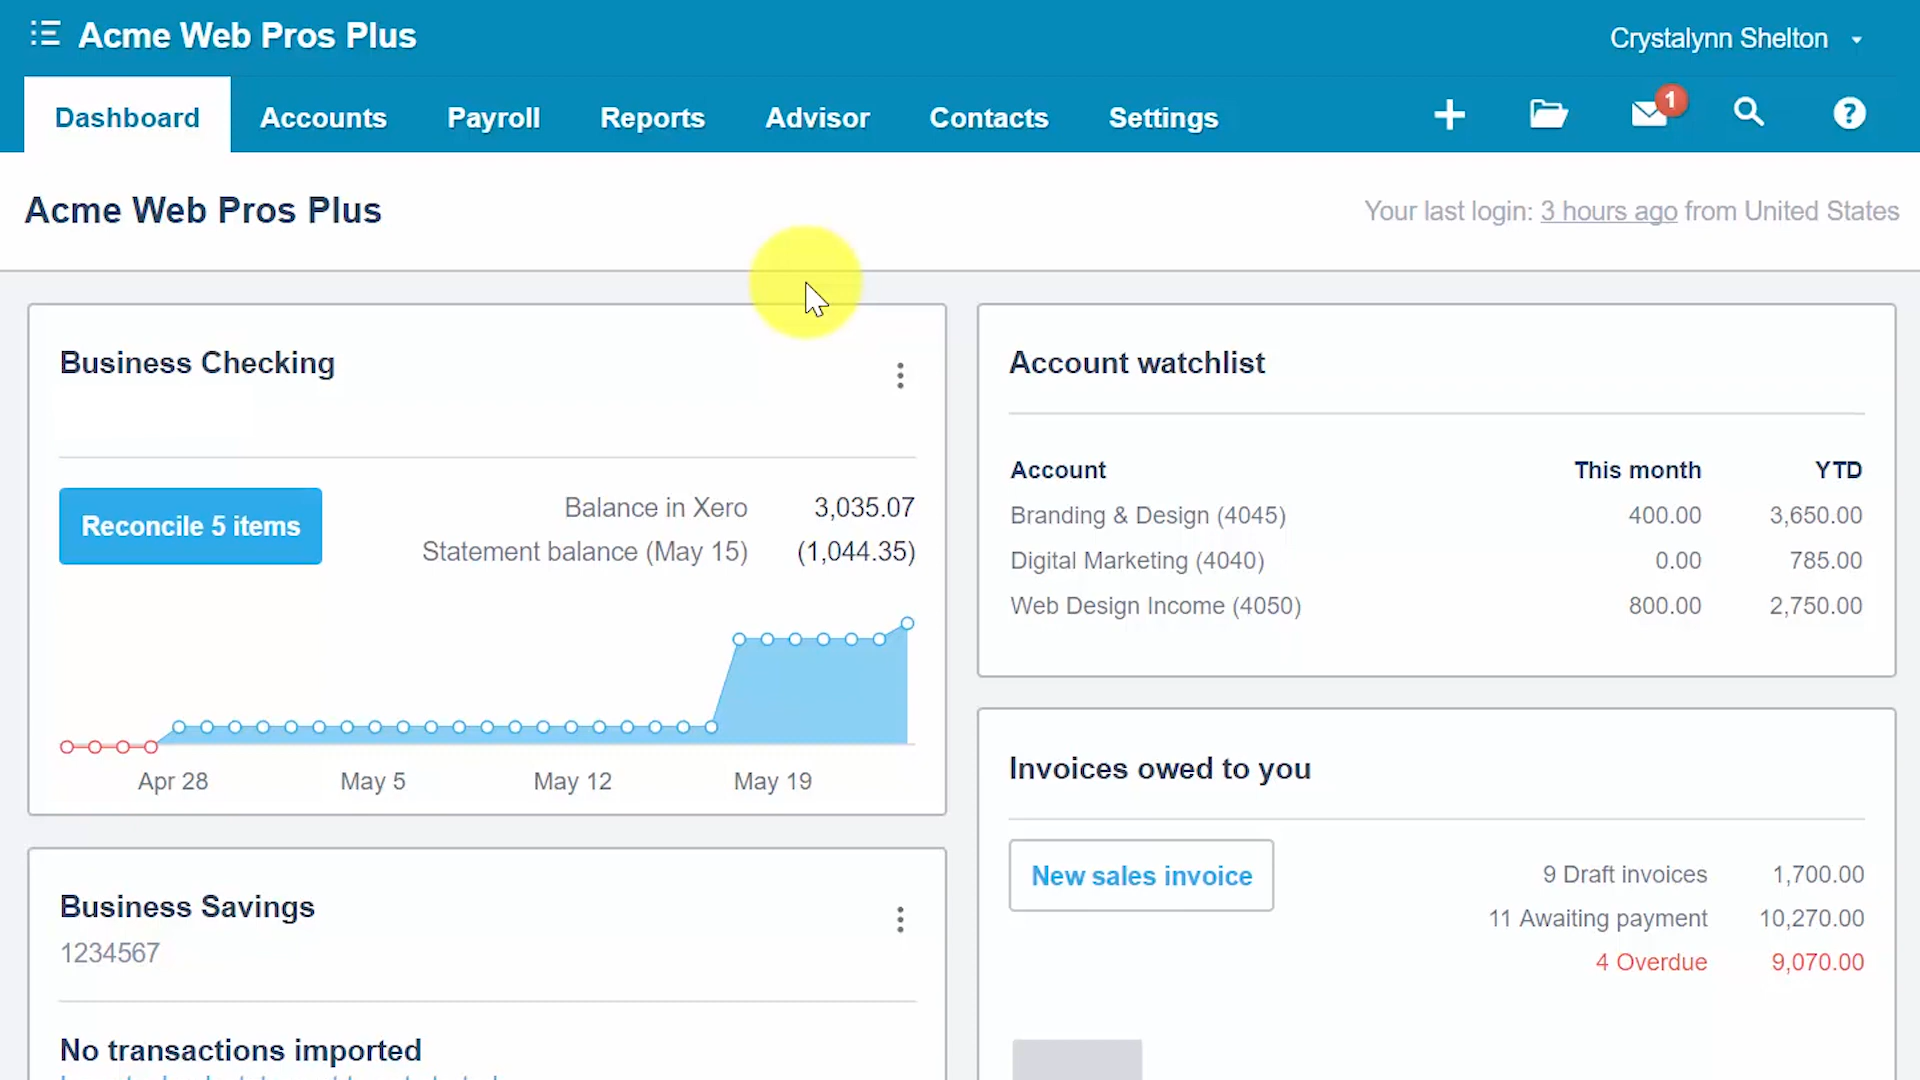 Acme Web Pros Plus
Crystalynn Shelton
Dashboard Accounts Payroll Reports Advisor Contacts Settings 1 ?
Acme Web Pros Plus
Your last login: 3 hours ago from United States
Business Checking
Reconcile 5 items
Balance in Xero 3,035.07
Statement balance (May 15) (1,044.35)
Apr 28 May 5 May 12 May 19
Account watchlist
Account This month YTD
Branding & Design (4045) 400.00 3,650.00
Digital Marketing (4040) 0.00 785.00
Web Design Income (4050) 800.00 2,750.00
Business Savings
1234567
No transactions imported
Invoices owed to you
New sales invoice
9 Draft invoices 1,700.00
11 Awaiting payment 10,270.00
4 Overdue 9,070.00